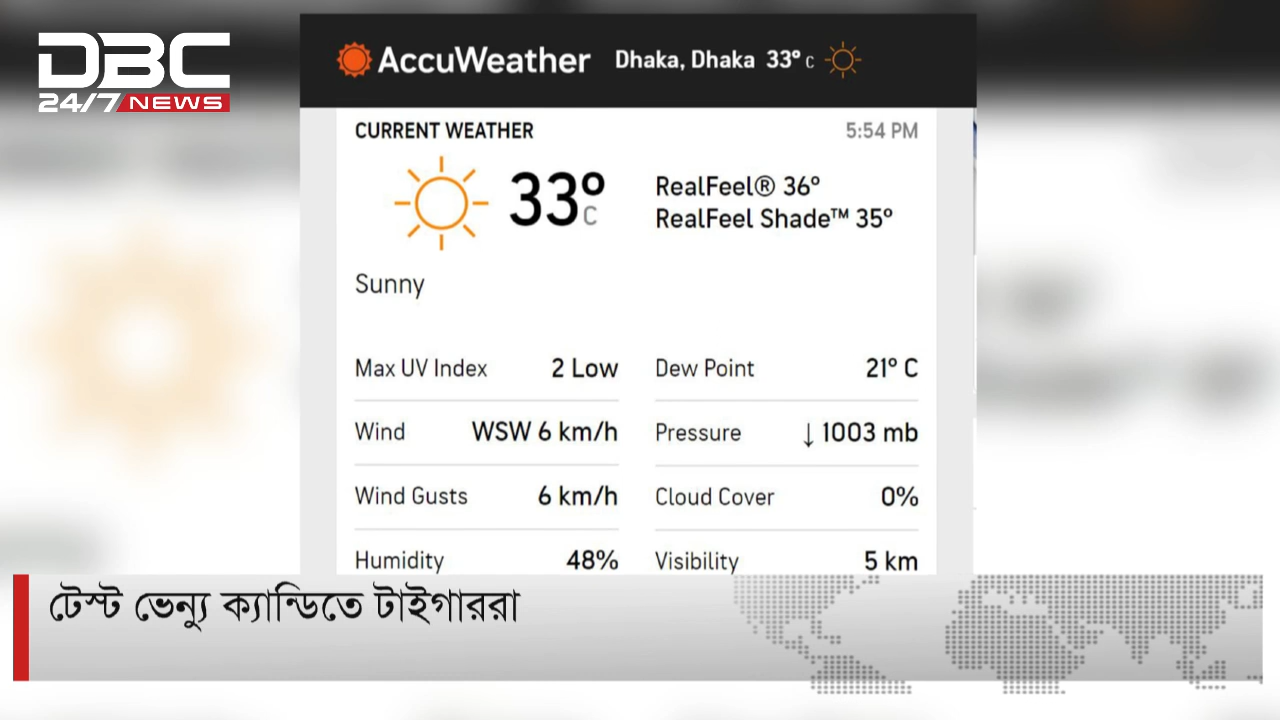 DBC
24/7 NEWS
AccuWeather Dhaka, Dhaka 33° c
CURRENT WEATHER 5:54 PM
33° C
RealFeel® 36°
RealFeel Shade™ 35°
Sunny
Max UV Index 2 Low Dew Point 21° C
Wind WSW 6 km/h Pressure ↓ 1003 mb
Wind Gusts 6 km/h Cloud Cover 0%
Humidity 48% Visibility 5 km
টেস্ট ভেন্যু ক্যান্ডিতে টাইগাররা